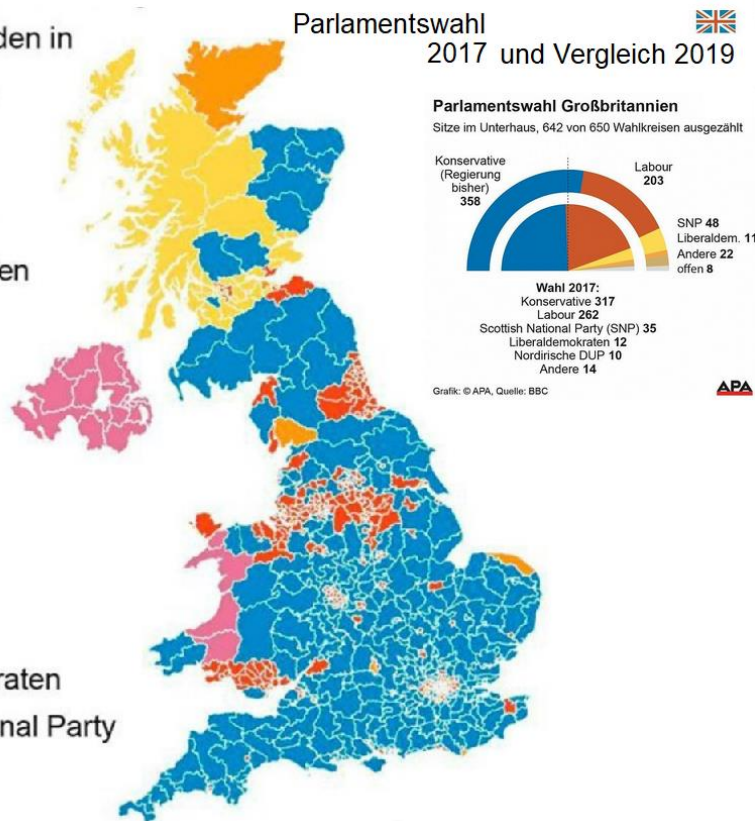 den in
Parlamentswahl
2017 und Vergleich 2019
Parlamentswahl Großbritannien
Sitze im Unterhaus, 642 von 650 Wahlkreisen ausgezählt
Konservative
(Regierung
bisher)
358
Labour
203
SNP 48
Liberaldem. 11
Andere 22
offen 8
en
Wahl 2017:
Konservative 317
Labour 262
Scottish National Party (SNP) 35
Liberaldemokraten 12
Nordirische DUP 10
Andere 14
Grafik: © APA, Quelle: BBC
APA
raten
nal Party